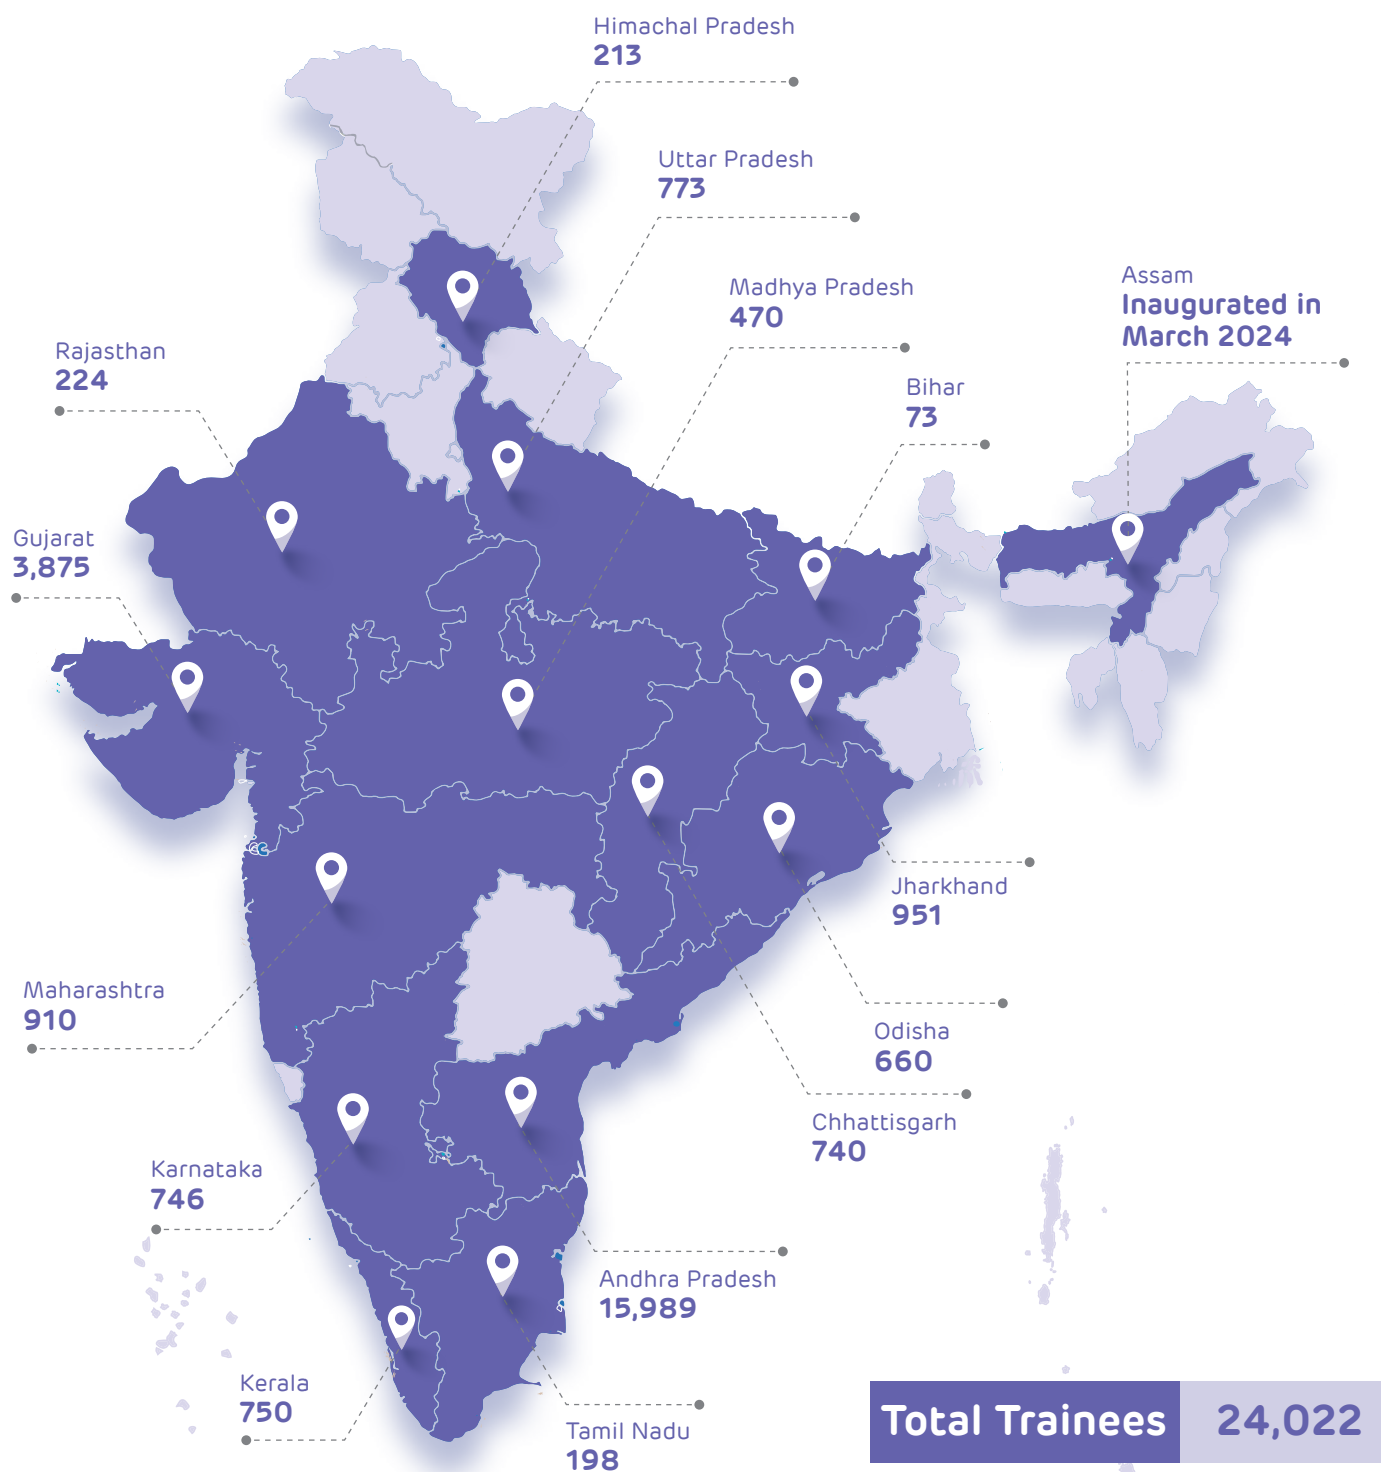 Himachal Pradesh
213
Uttar Pradesh
773
Madhya Pradesh
470
Assam
Inaugurated in
March 2024
Rajasthan
224
Bihar
73
Gujarat
3,875
Jharkhand
951
Maharashtra
910
Odisha
660
Chhattisgarh
740
Karnataka
746
Andhra Pradesh
15,989
Kerala
750
Tamil Nadu
198
Total Trainees 24,022